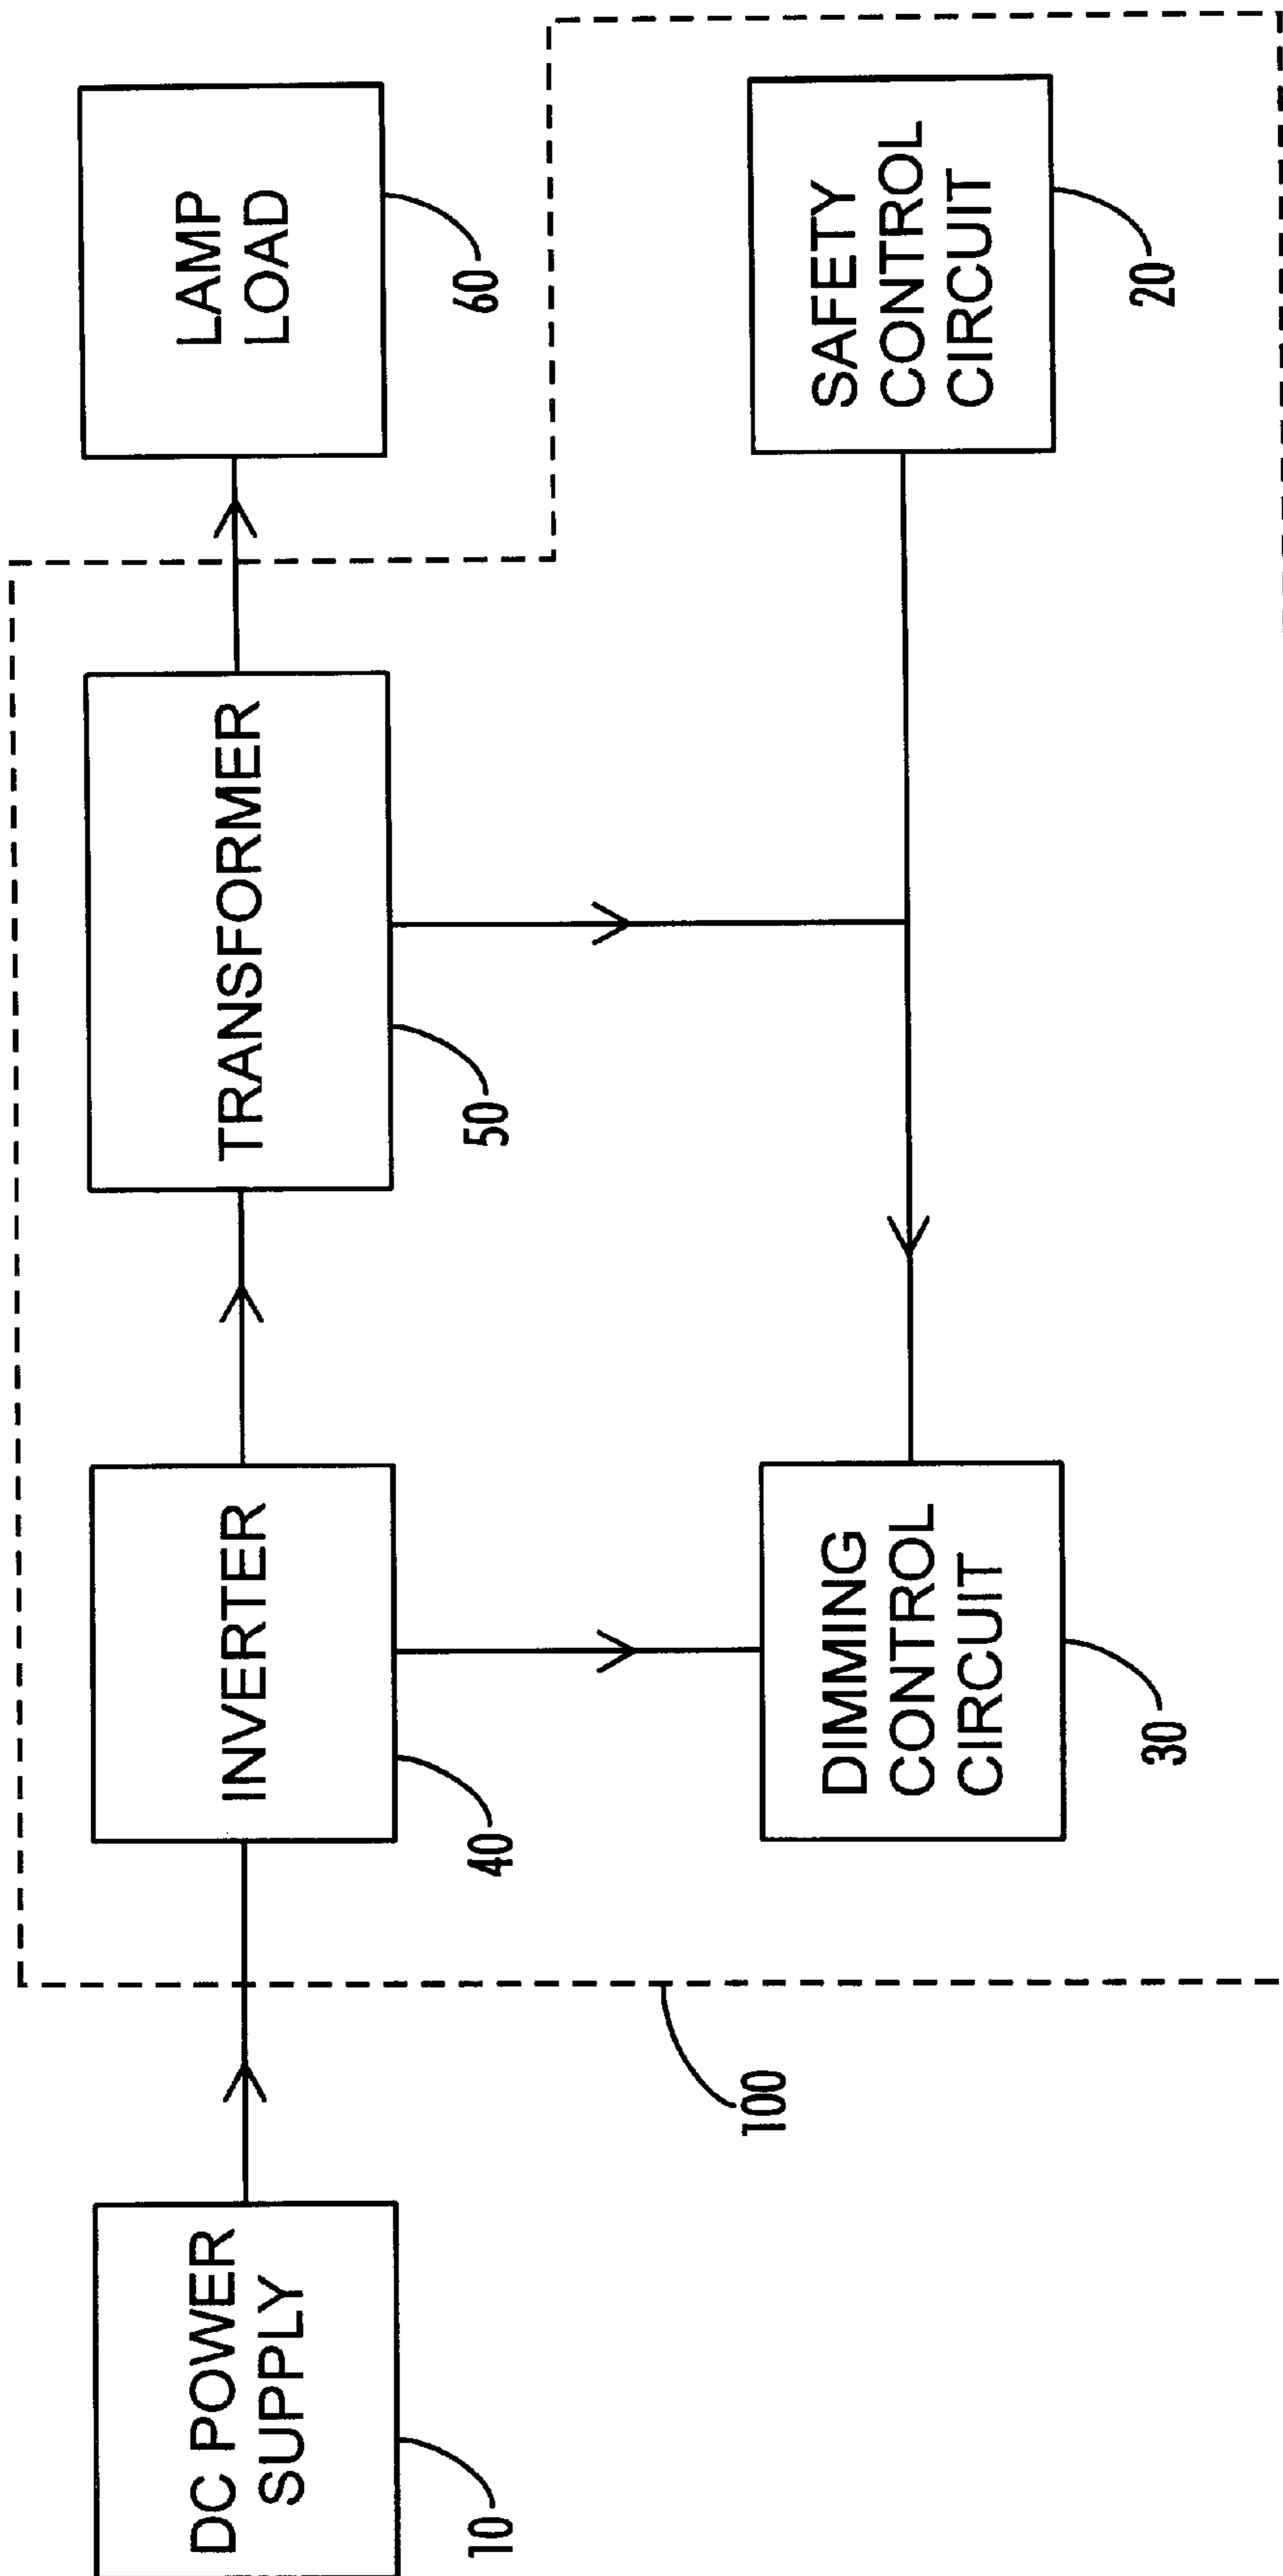 DC POWER
SUPPLY
10
INVERTER
40
TRANSFORMER
50
LAMP
LOAD
60
100
DIMMING
CONTROL
CIRCUIT
30
SAFETY
CONTROL
CIRCUIT
20